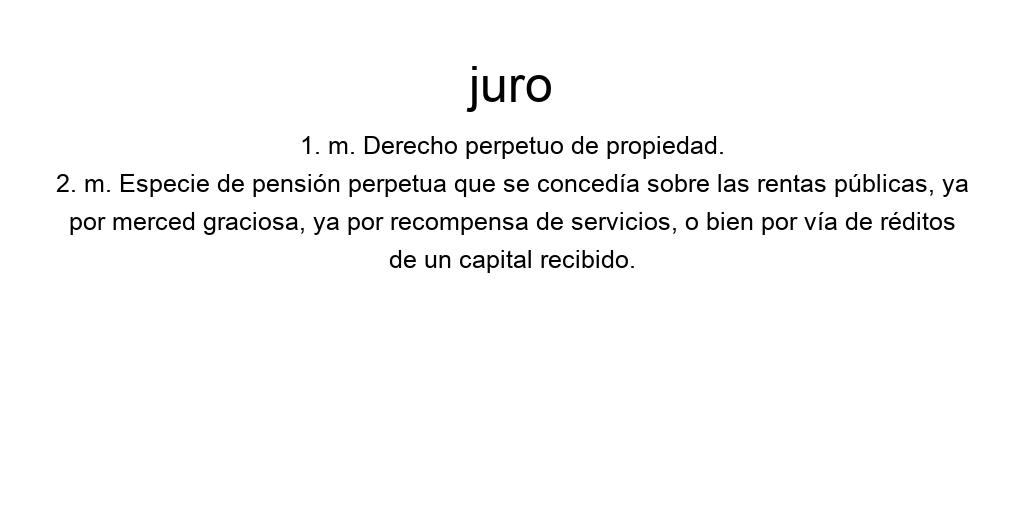 juro
1. m. Derecho perpetuo de propiedad.
2. m. Especie de pensión perpetua que se concedía sobre las rentas públicas, ya
por merced graciosa, ya por recompensa de servicios, o bien por vía de réditos
de un capital recibido.